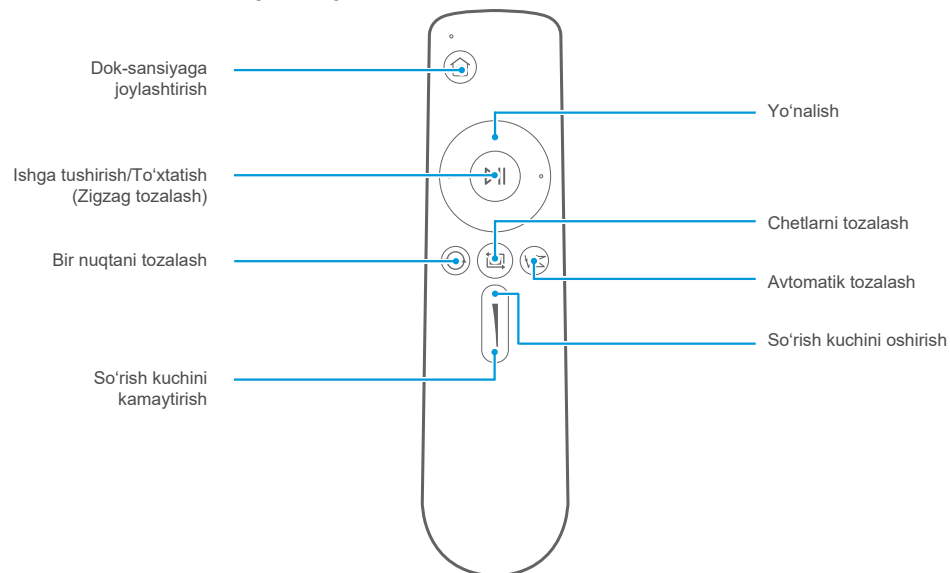 Dok-sansiyaga
joylashtirish
Yo‘nalish
Ishga tushirish/To‘xtatish
(Zigzag tozalash)
Chetlarni tozalash
Bir nuqtani tozalash
Avtomatik tozalash
So‘rish kuchini oshirish
So‘rish kuchini
kamaytirish